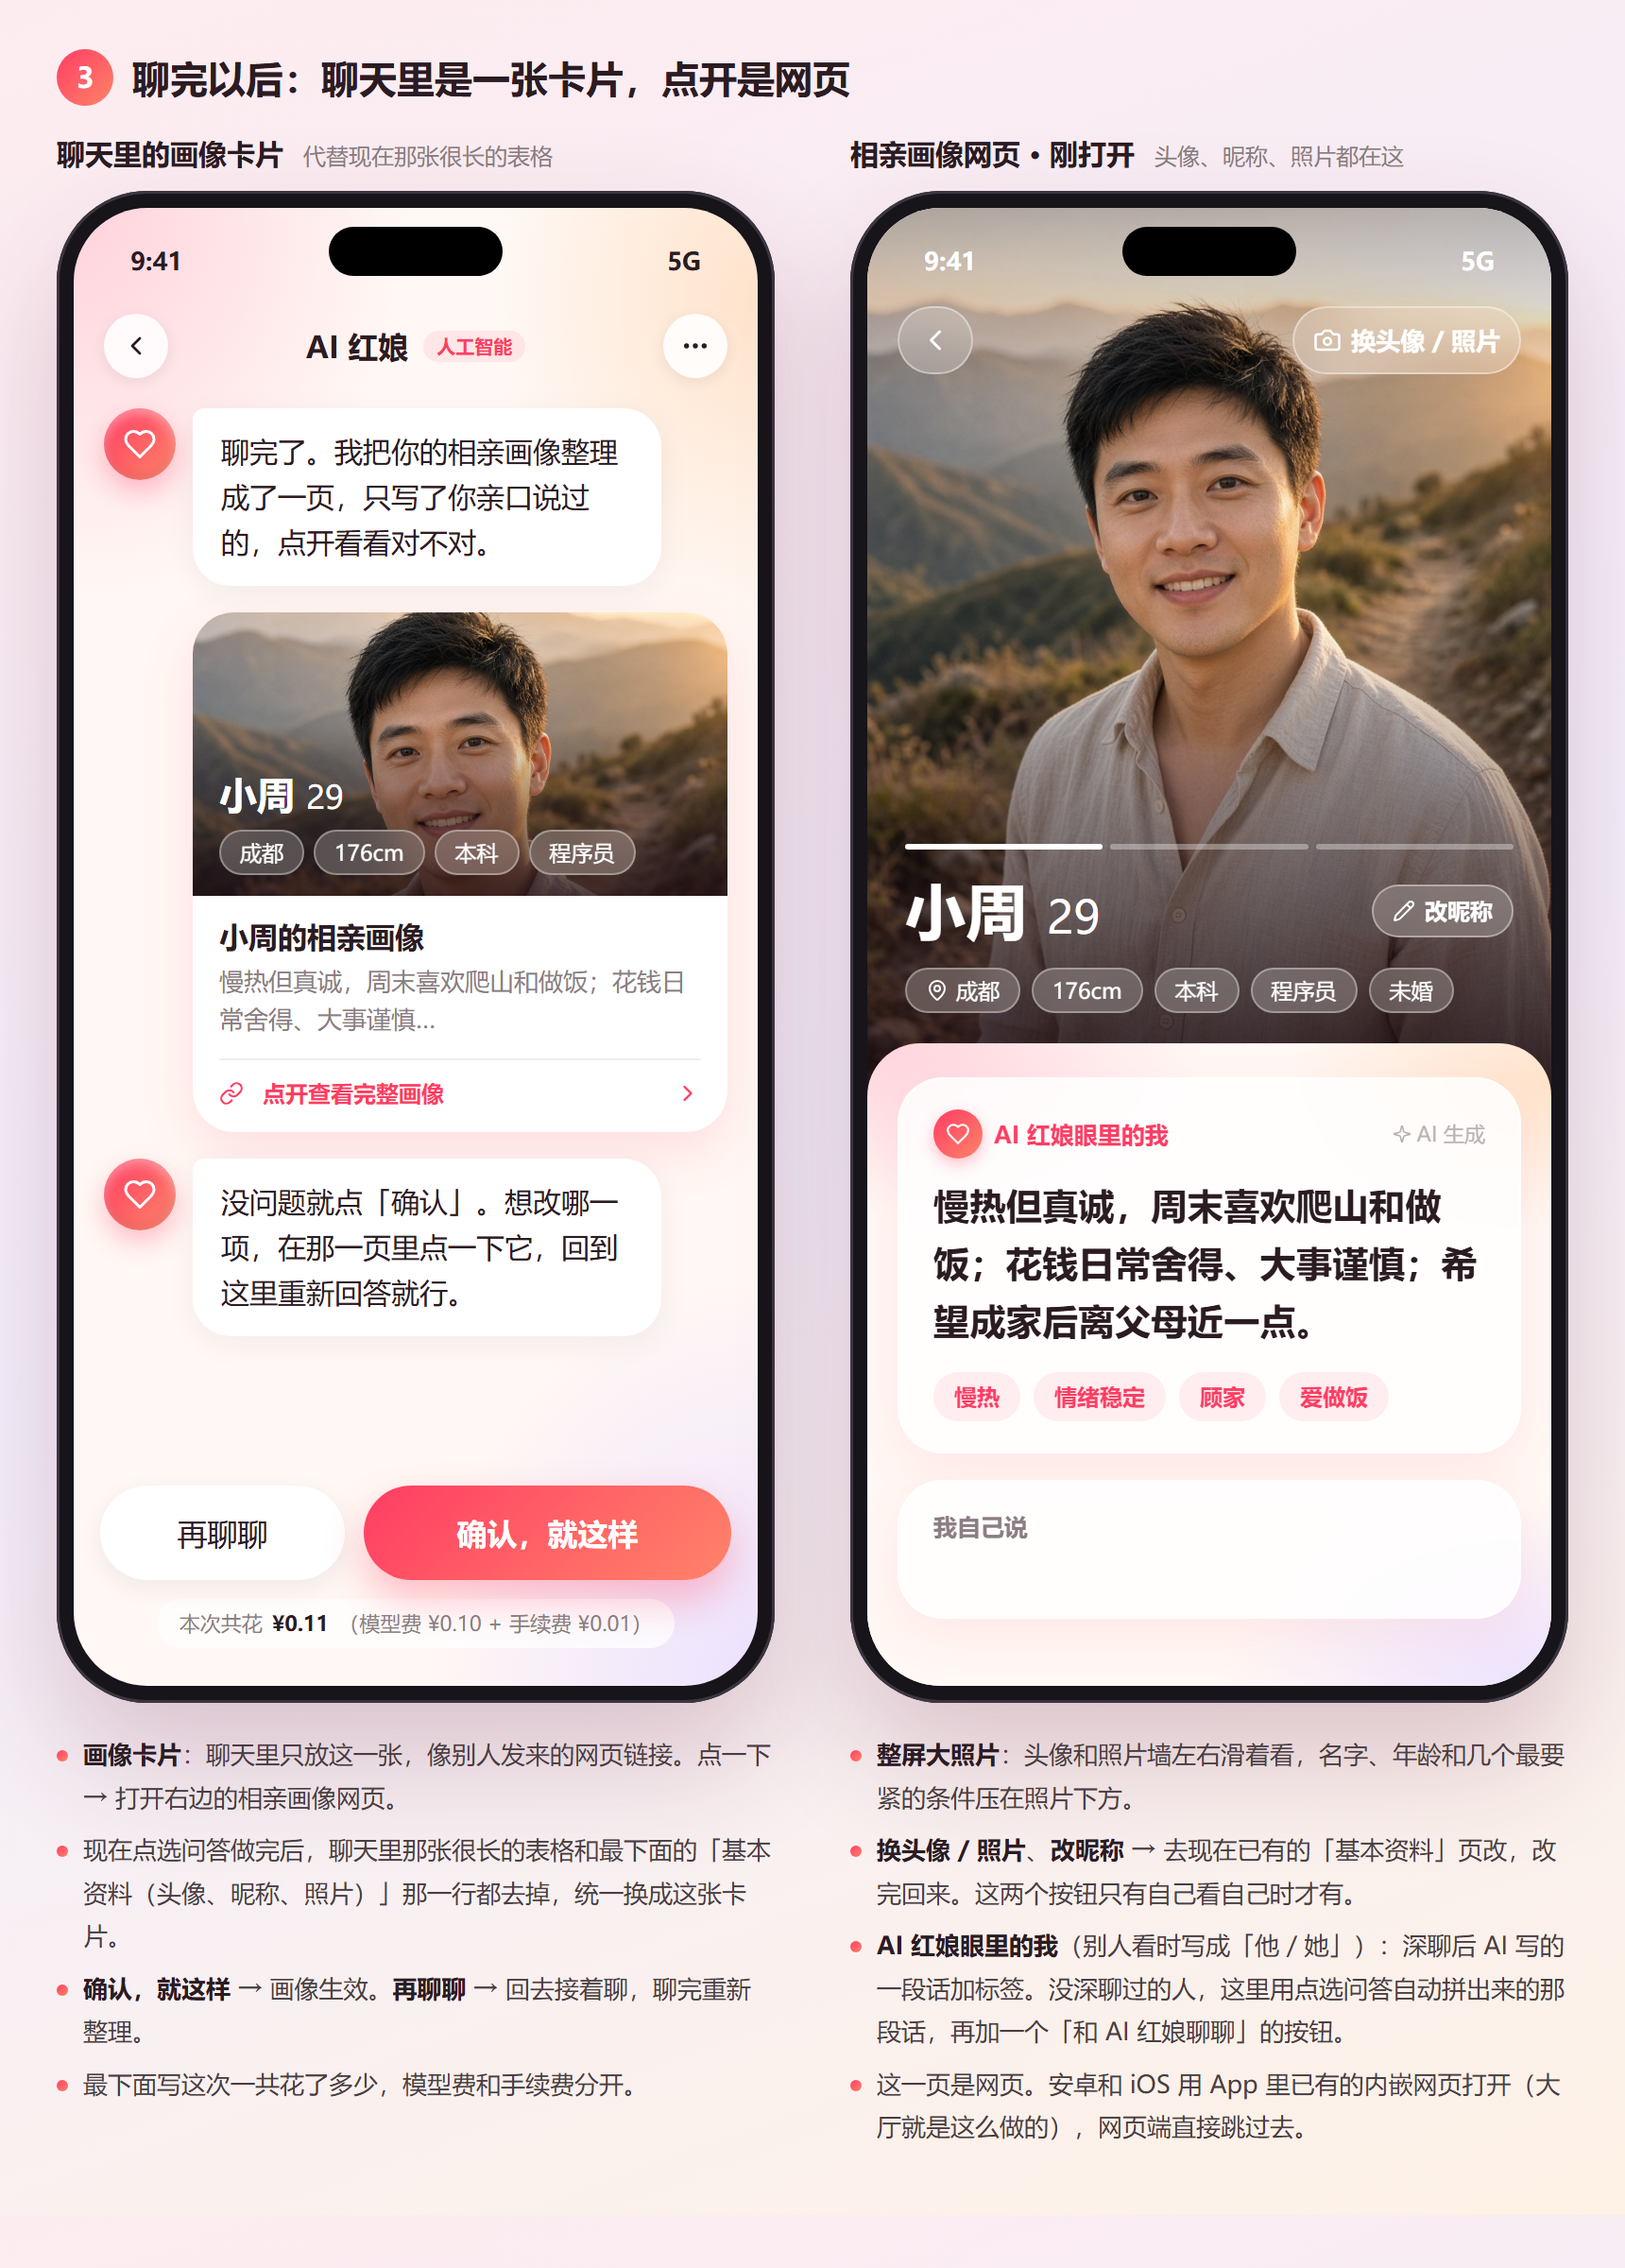 3 聊完以后：聊天里是一张卡片，点开是网页
聊天里的画像卡片 代替现在那张很长的表格
9:41
5G
AI 红娘 人工智能
聊完了。我把你的相亲画像整理
成了一页，只写了你亲口说过
的，点开看看对不对。
小周 29
成都 176cm 本科 程序员
小周的相亲画像
慢热但真诚，周末喜欢爬山和做饭；花钱日
常舍得、大事谨慎...
点开查看完整画像
没问题就点「确认」。想改哪一
项，在那一页里点一下它，回到
这里重新回答就行。
再聊聊
确认，就这样
本次共花 ¥0.11 （模型费 ¥0.10 + 手续费 ¥0.01）
画像卡片：聊天里只放这一张，像别人发来的网页链接。点一下
→ 打开右边的相亲画像网页。
现在点选问答做完后，聊天里那张很长的表格和最下面的「基本
资料（头像、昵称、照片）」那一行都去掉，统一换成这张卡
片。
确认，就这样 → 画像生效。再聊聊 → 回去接着聊，聊完重新
整理。
最下面写这次一共花了多少，模型费和手续费分开。
相亲画像网页 · 刚打开 头像、昵称、照片都在这
9:41
5G
换头像 / 照片
小周 29
改昵称
成都 176cm 本科 程序员 未婚
AI 红娘眼里的我
AI 生成
慢热但真诚，周末喜欢爬山和做
饭；花钱日常舍得、大事谨慎；希
望成家后离父母近一点。
慢热 情绪稳定 顾家 爱做饭
我自己说
整屏大照片：头像和照片墙左右滑着看，名字、年龄和几个最要
紧的条件压在照片下方。
换头像 / 照片、改昵称 → 去现在已有的「基本资料」页改，改
完回来。这两个按钮只有自己看自己时才有。
AI 红娘眼里的我（别人看时写成「他 / 她」）：深聊后 AI 写的
一段话加标签。没深聊过的人，这里用点选问答自动拼出来的那
段话，再加一个「和 AI 红娘聊聊」的按钮。
这一页是网页。安卓和 iOS 用 App 里已有的内嵌网页打开（大
厅就是这么做的），网页端直接跳过去。